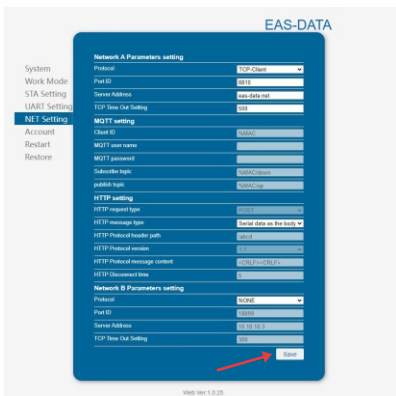 EAS-DATA
System
Work Mode
STA Setting
UART Setting
NET Setting
Account
Restart
Restore
Network A Parameters setting
Protocol TCP-Client
Port ID 8810
Server Address eas-data.net
TCP Time Out Setting 500
MQTT setting
Client ID %MAC
MQTT user name
MQTT password
Subscribe topic %MAC/down
publish topic %MAC/up
HTTP setting
HTTP request type POST
HTTP message type Serial data as the body
HTTP Protocol header path /abcd
HTTP Protocol version 1.1
HTTP Protocol message content <CRLF><CRLF>
HTTP Disconnect time 5
Network B Parameters setting
Protocol NONE
Port ID 18899
Server Address 10.10.10.3
TCP Time Out Setting 300
Save
Web Ver:1.0.25